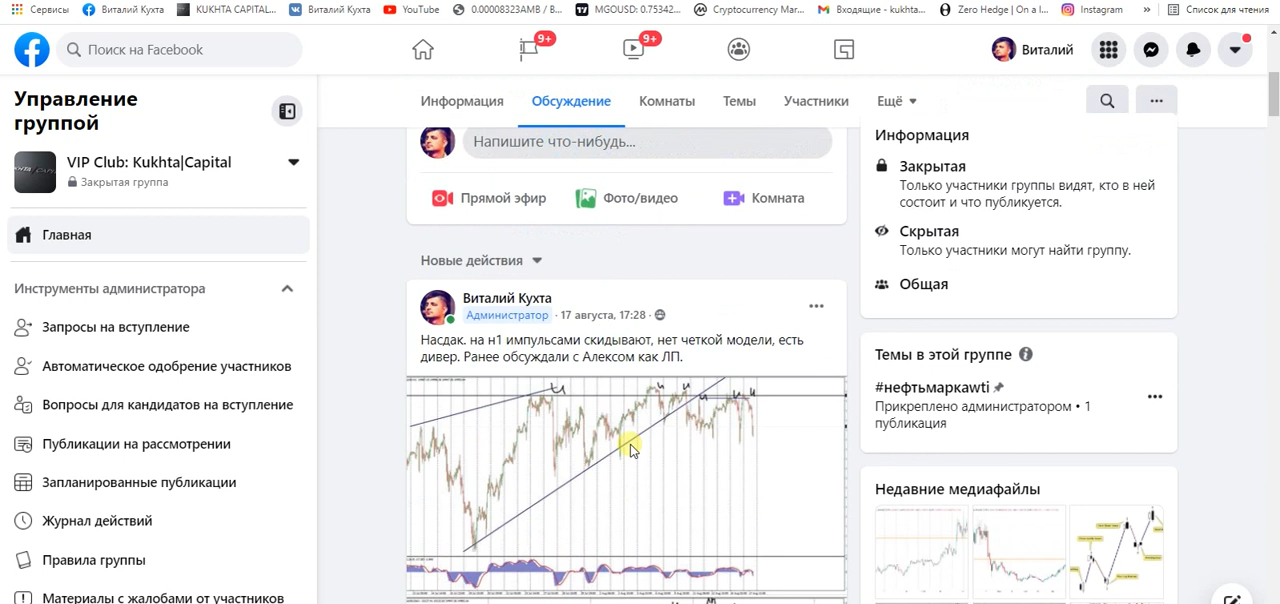 Сервисы
Виталий Кухта
KUKHTA CAPITAL...
Виталий Кухта
YouTube
0.00008323AMB / B...
MGOUSD: 0.75342...
Cryptocurrency Mar...
Входящие - kukhta...
Zero Hedge | On a l...
Instagram
»
Список для чтения
Поиск на Facebook
9+
9+
Виталий
Управление
группой
VIP Club: Kukhta|Capital
Закрытая группа
Главная
Инструменты администратора
Запросы на вступление
Автоматическое одобрение участников
Вопросы для кандидатов на вступление
Публикации на рассмотрении
Запланированные публикации
Журнал действий
Правила группы
Материалы с жалобами от участников
Информация
Обсуждение
Комнаты
Темы
Участники
Ещё
Напишите что-нибудь...
Прямой эфир
Фото/видео
Комната
Новые действия
Виталий Кухта
Администратор · 17 августа, 17:28 ·
Насдак. на н1 импульсами скидывают, нет четкой модели, есть
дивер. Ранее обсуждали с Алексом как ЛП.
Информация
Закрытая
Только участники группы видят, кто в ней
состоит и что публикуется.
Скрытая
Только участники могут найти группу.
Общая
Темы в этой группе
#нефтьмаркаwti
Прикреплено администратором • 1
публикация
Недавние медиафайлы